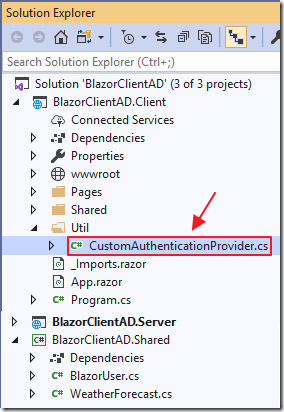 Solution Explorer
Search Solution Explorer (Ctrl+;)
Solution 'BlazorClientAD' (3 of 3 projects)
BlazorClientAD.Client
Connected Services
Dependencies
Properties
wwwroot
Pages
Shared
Util
C# CustomAuthenticationProvider.cs
_Imports.razor
App.razor
C# Program.cs
BlazorClientAD.Server
C# BlazorClientAD.Shared
Dependencies
C# BlazorUser.cs
C# WeatherForecast.cs